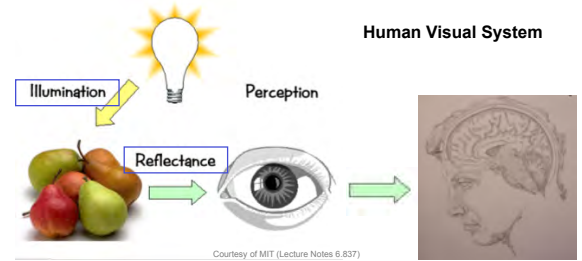 Human Visual System
Illumination
Perception
Reflectance
Courtesy of MIT (Lecture Notes 6.837)